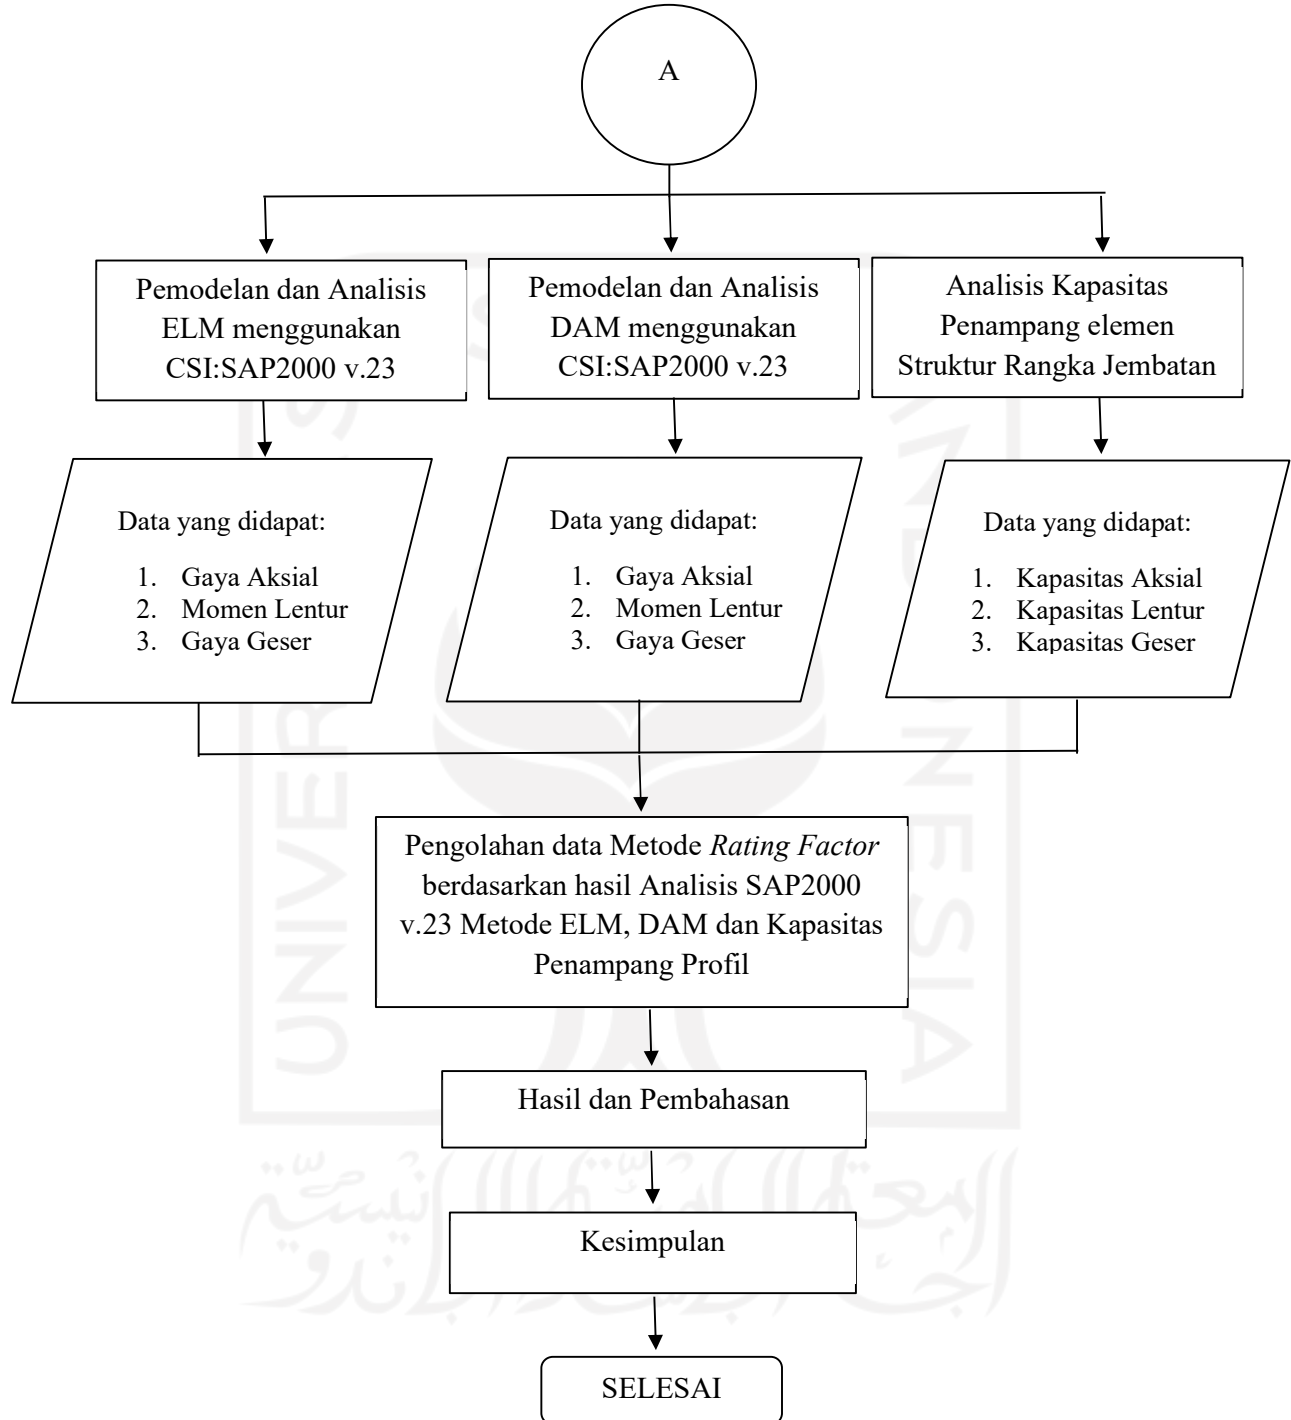 A
Pemodelan dan Analisis
ELM menggunakan
CSI:SAP2000 v.23
Pemodelan dan Analisis
DAM menggunakan
CSI:SAP2000 v.23
Analisis Kapasitas
Penampang elemen
Struktur Rangka Jembatan
Data yang didapat:
1. Gaya Aksial
2. Momen Lentur
3. Gaya Geser
Data yang didapat:
1. Gaya Aksial
2. Momen Lentur
3. Gaya Geser
Data yang didapat:
1. Kapasitas Aksial
2. Kapasitas Lentur
3. Kapasitas Geser
Pengolahan data Metode Rating Factor
berdasarkan hasil Analisis SAP2000
v.23 Metode ELM, DAM dan Kapasitas
Penampang Profil
Hasil dan Pembahasan
Kesimpulan
SELESAI